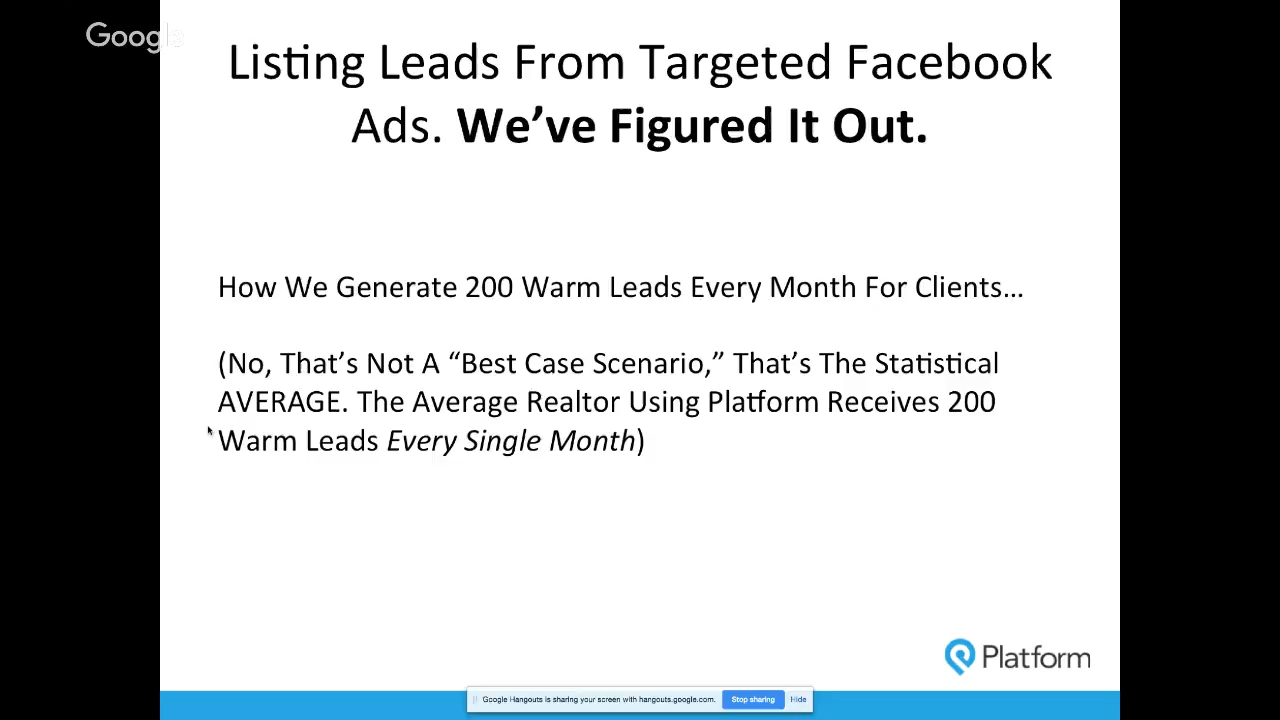 Google
Listing Leads From Targeted Facebook
Ads. We’ve Figured It Out.
How We Generate 200 Warm Leads Every Month For Clients…
(No, That’s Not A “Best Case Scenario,” That’s The Statistical
AVERAGE. The Average Realtor Using Platform Receives 200
Warm Leads Every Single Month)
Platform
Google Hangouts is sharing your screen with hangouts.google.com. Stop sharing Hide